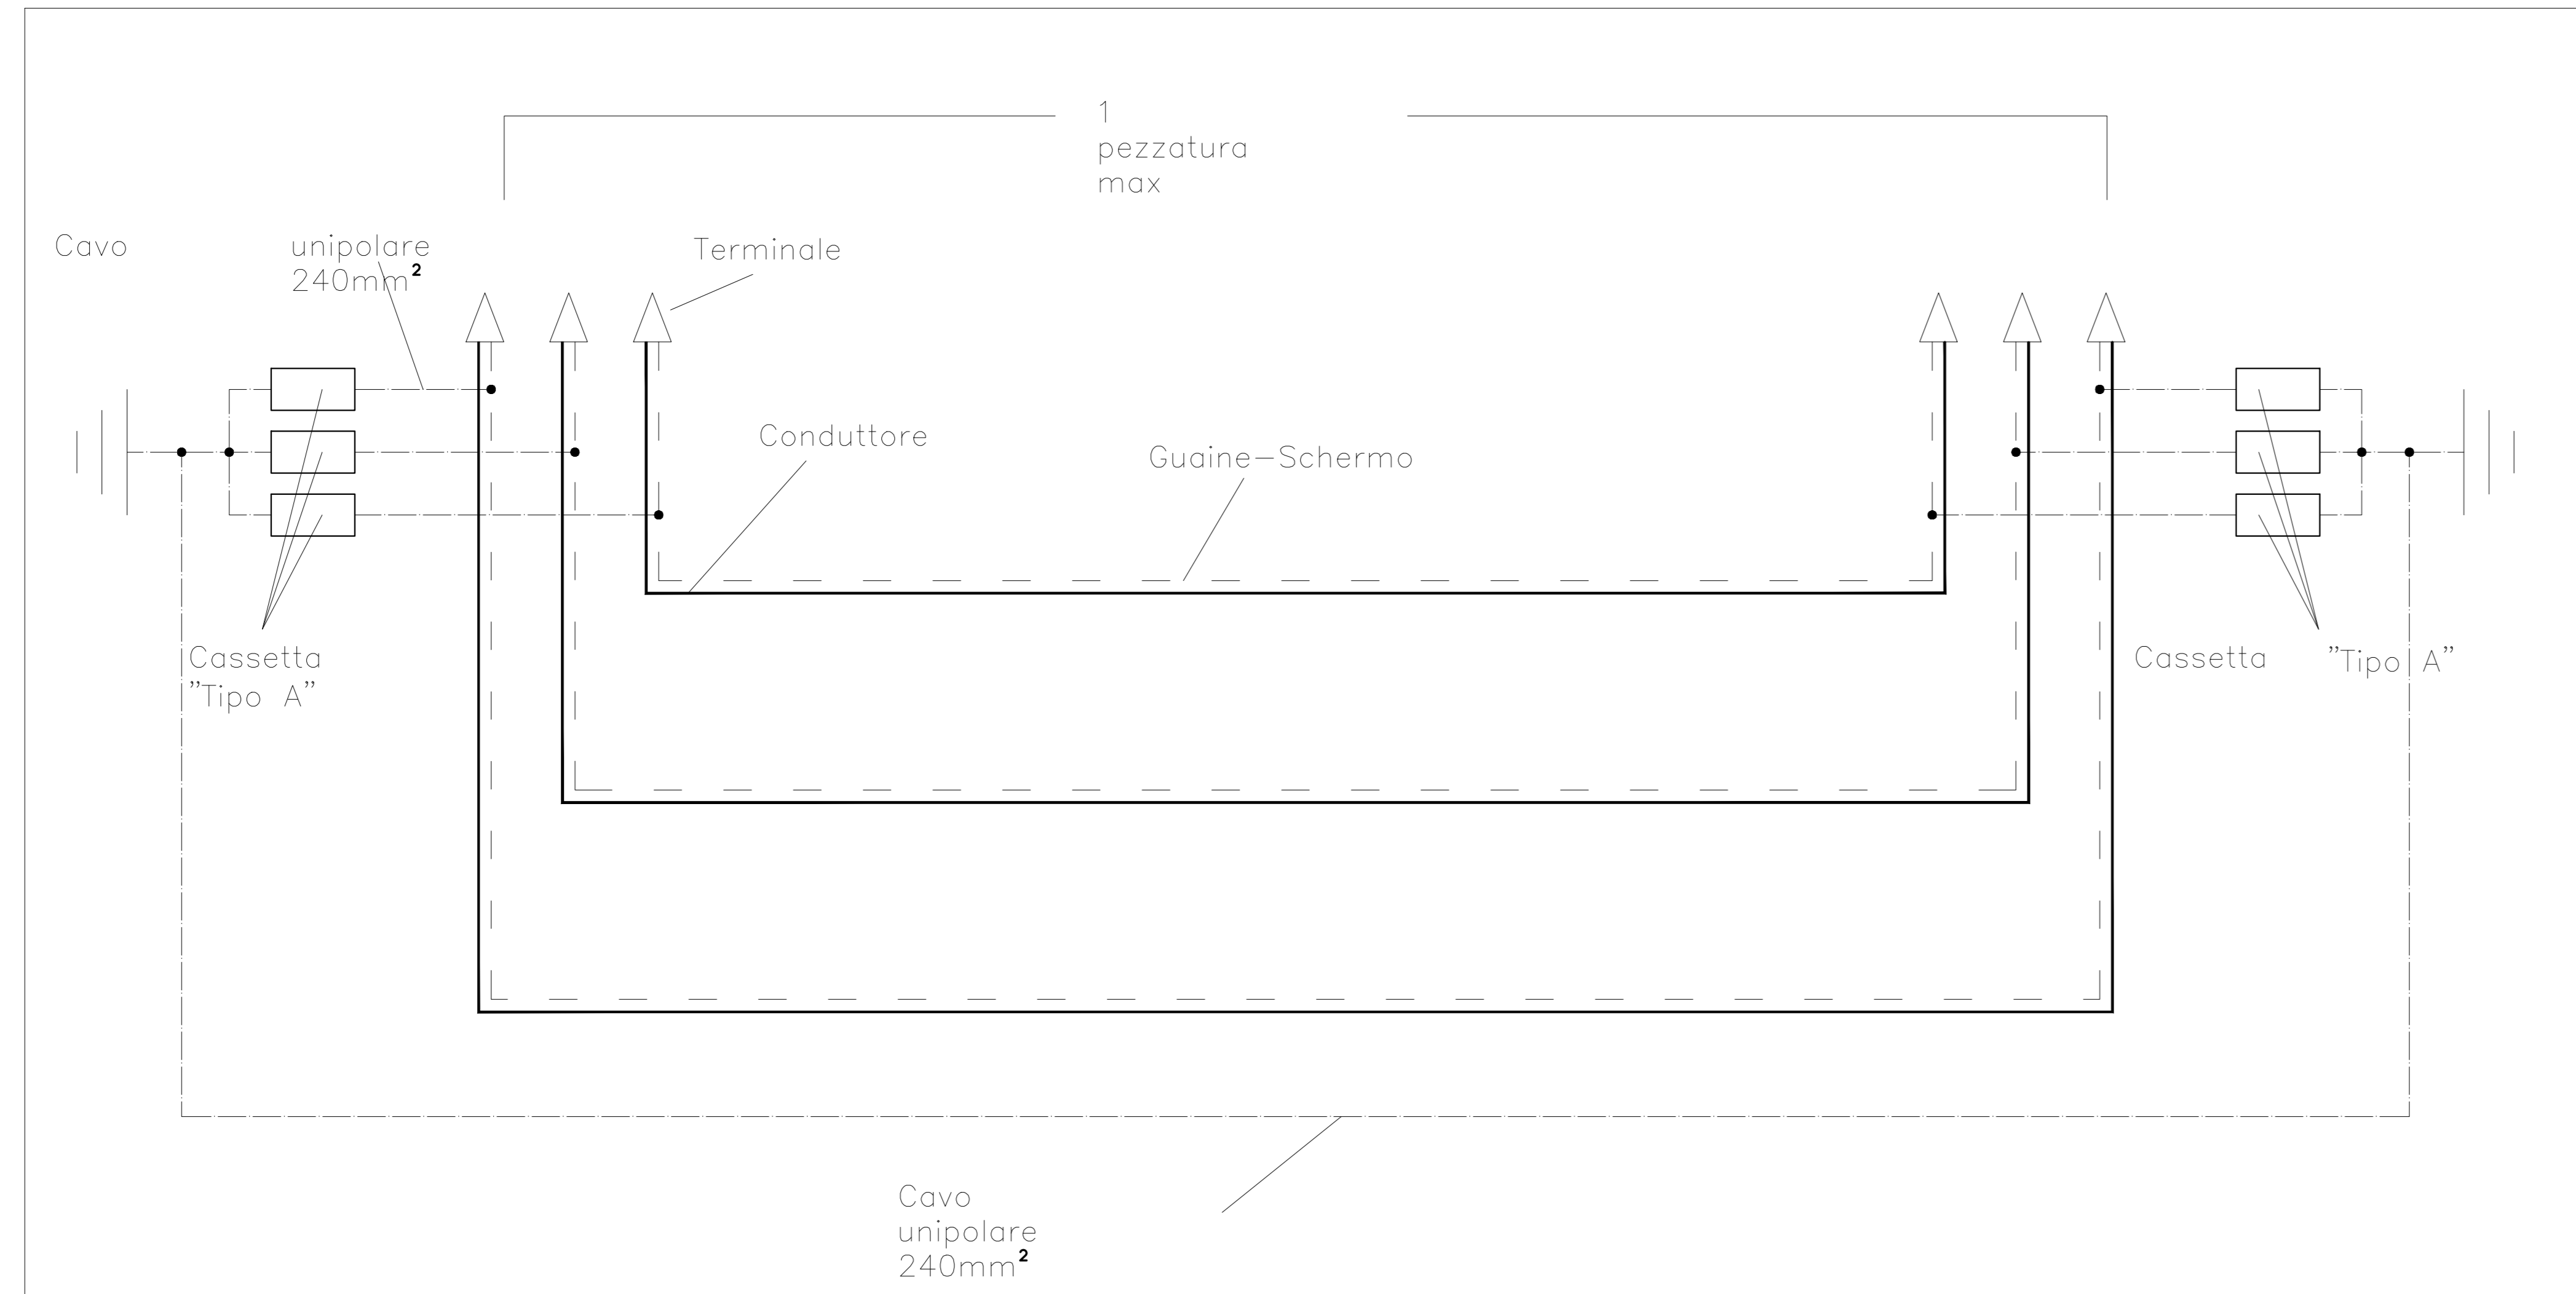 1
pezzatura
max
Cavo unipolare
240mm²
Terminale
Conduttore
Guaine-Schermo
Cassetta
"Tipo A"
Cassetta "Tipo A"
Cavo
unipolare
240mm²